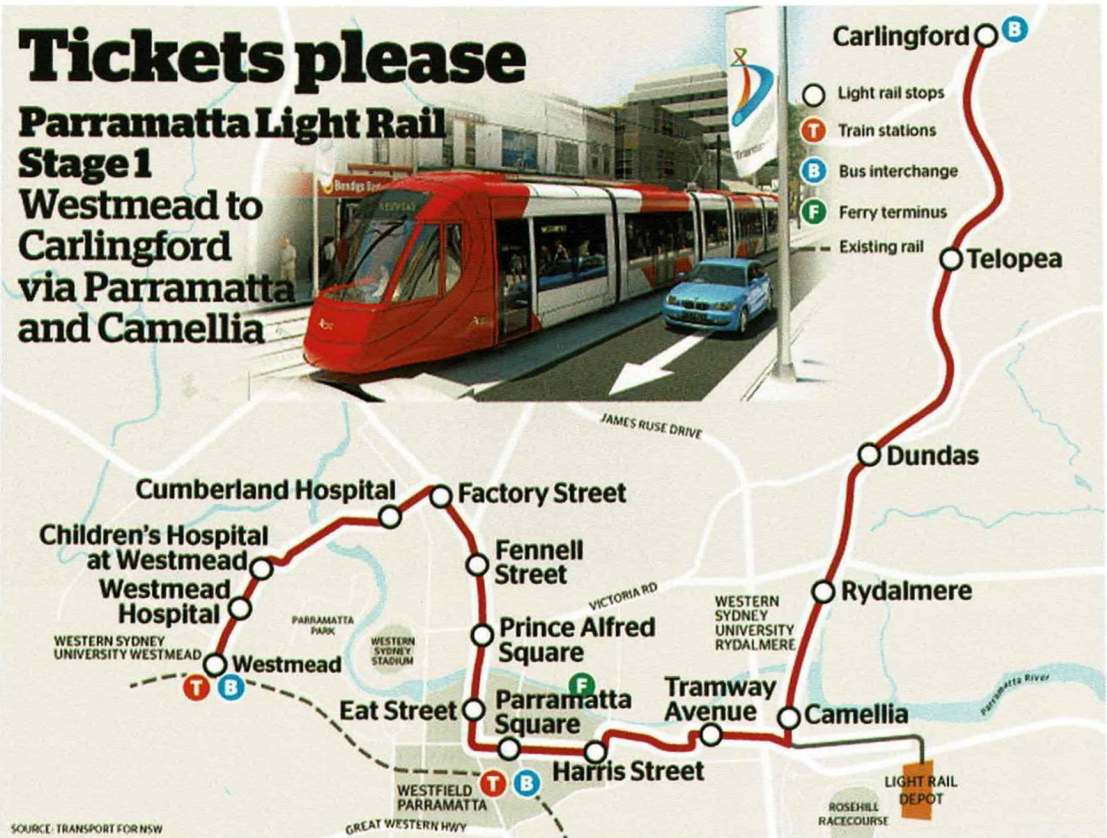 Tickets please
Parramatta Light Rail
Stage 1
Westmead to
Carlingford
via Parramatta
and Camellia
Carlingford
B
Light rail stops
T Train stations
B Bus interchange
F Ferry terminus
Existing rail
Telopea
JAMES RUSE DRIVE
Dundas
Cumberland Hospital
Factory Street
Children's Hospital
at Westmead
Fennell
Street
Westmead
Hospital
VICTORIA RD
Rydalmere
WESTERN
SYDNEY
UNIVERSITY
RYDALMERE
PARRAMATTA
PARK
WESTERN
SYDNEY
STADIUM
Prince Alfred
Square
WESTERN SYDNEY
UNIVERSITY WESTMEAD
Westmead
T B
F
Parramatta River
Eat Street
Parramatta
Square
Tramway
Avenue
Camellia
Harris Street
T B
WESTFIELD
PARRAMATTA
LIGHT RAIL
DEPOT
ROSEHILL
RACECOURSE
GREAT WESTERN HWY
SOURCE: TRANSPORT FOR NSW